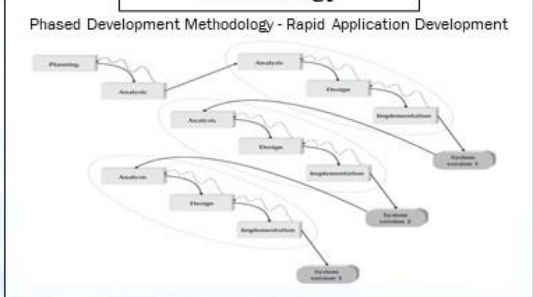 Phased Development Methodology - Rapid Application Development
Planning
Analysis
Analysis
Design
Implementation
System
version 1
Analysis
Design
Implementation
System
version 2
Analysis
Design
Implementation
System
version 3